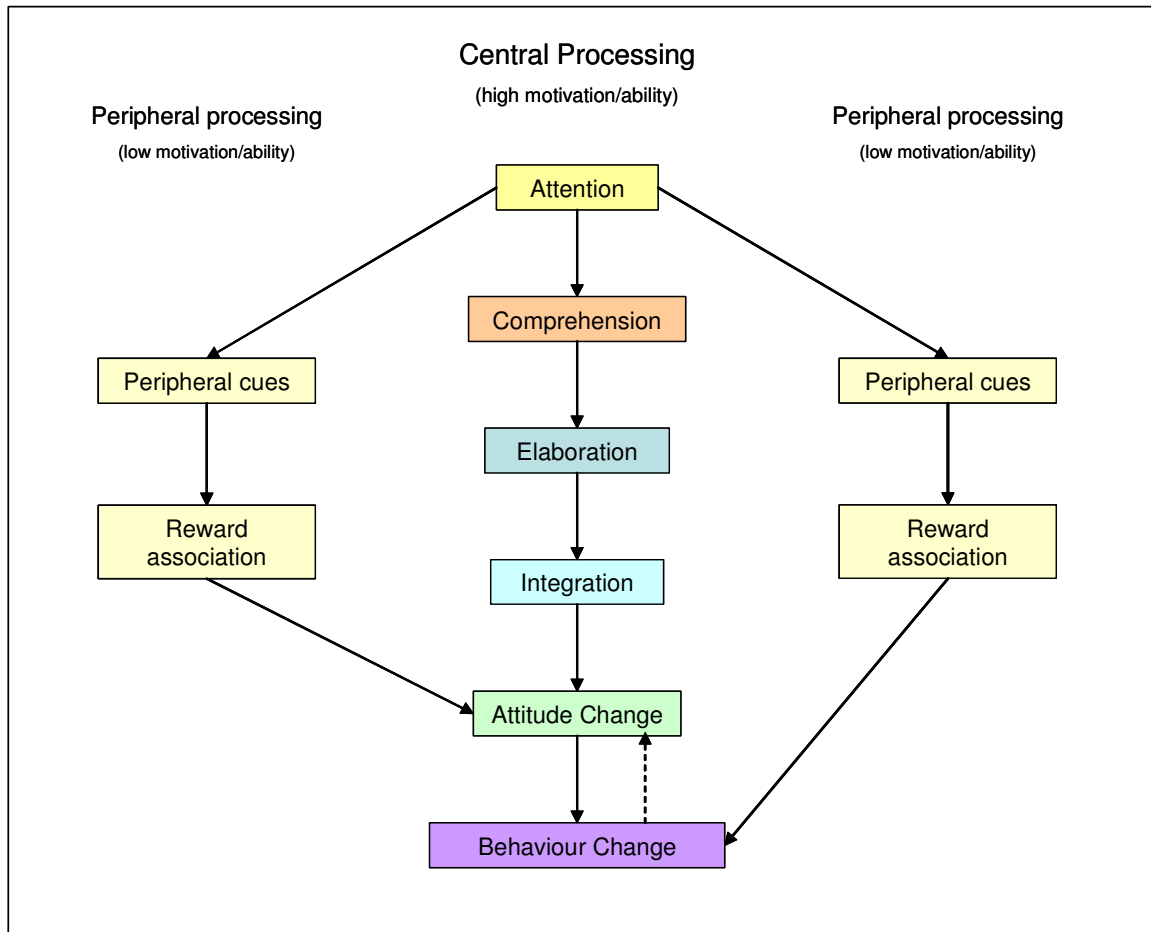 Central Processing
(high motivation/ability)
Peripheral processing
(low motivation/ability)
Peripheral processing
(low motivation/ability)
Attention
Comprehension
Peripheral cues
Peripheral cues
Elaboration
Reward
association
Reward
association
Integration
Attitude Change
Behaviour Change